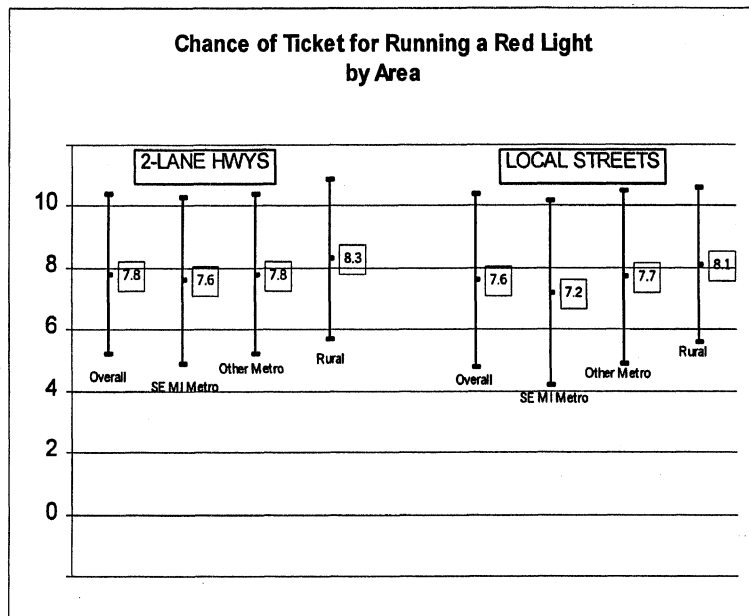 Chance of Ticket for Running a Red Light
by Area
2-LANE HWYS
LOCAL STREETS
10
8
6
4
2
0
7.8
7.6
7.8
8.3
7.6
7.2
7.7
8.1
Overall
SE MI Metro
Other Metro
Rural
Overall
SE MI Metro
Other Metro
Rural